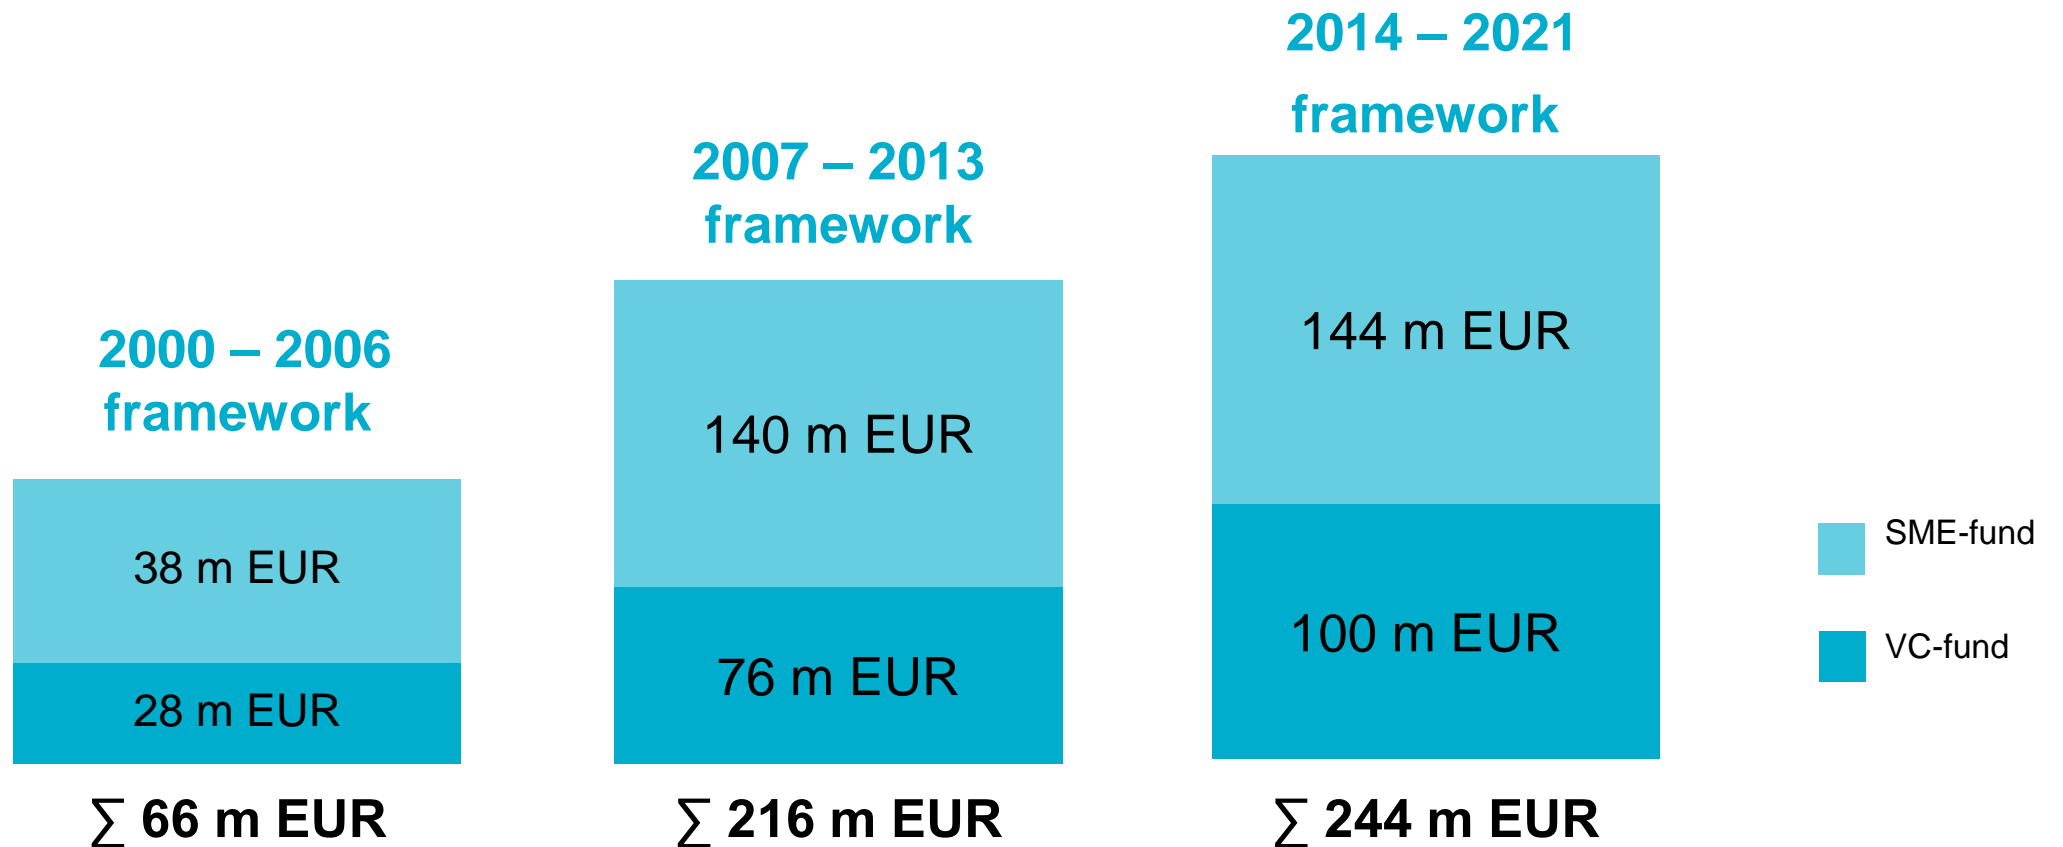 2000 – 2006
framework
38 m EUR
28 m EUR
∑ 66 m EUR
2007 – 2013
framework
140 m EUR
76 m EUR
∑ 216 m EUR
2014 – 2021
framework
144 m EUR
100 m EUR
∑ 244 m EUR
SME-fund
VC-fund